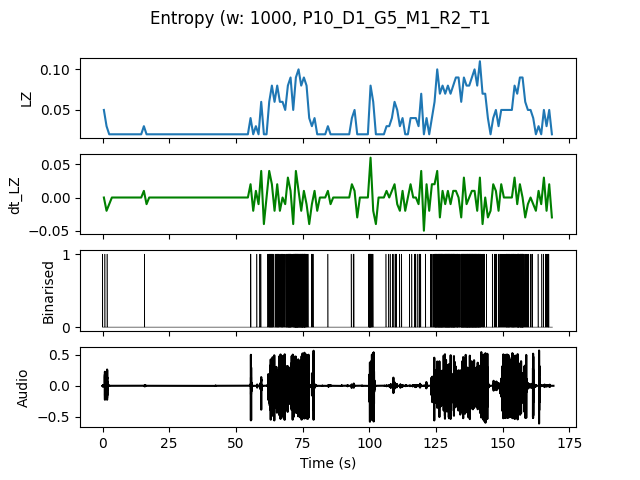 Entropy (w: 1000, P10_D1_G5_M1_R2_T1
0.10
0.05
LZ
0.05
0.00
−0.05
dt_LZ
1
0
Binarised
0.5
0.0
−0.5
Audio
0 25 50 75 100 125 150 175
Time (s)